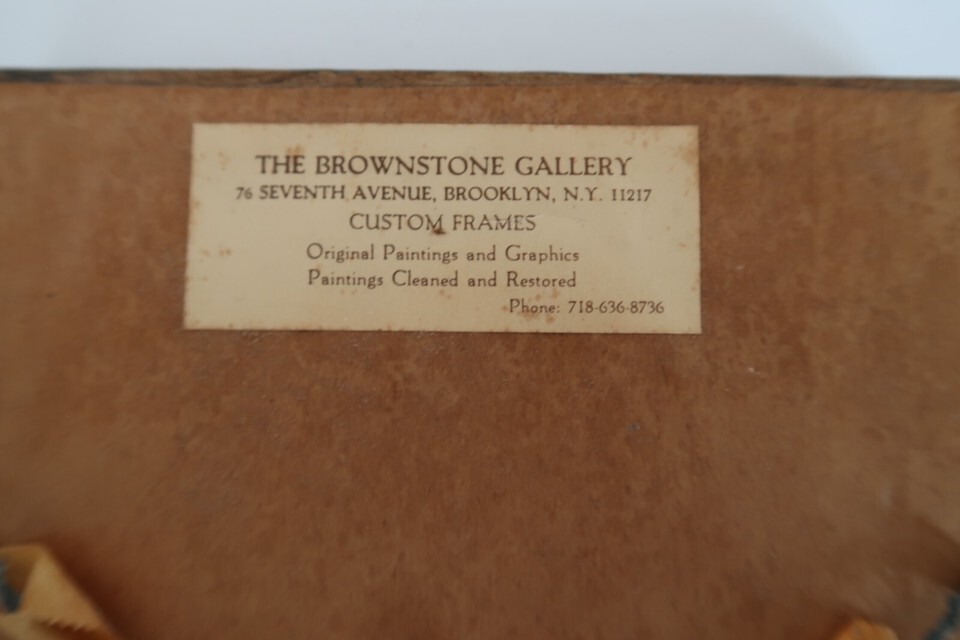 THE BROWNSTONE GALLERY
76 SEVENTH AVENUE, BROOKLYN, N.Y. 11217
CUSTOM FRAMES
Original Paintings and Graphics
Paintings Cleaned and Restored
Phone: 718-636-8736